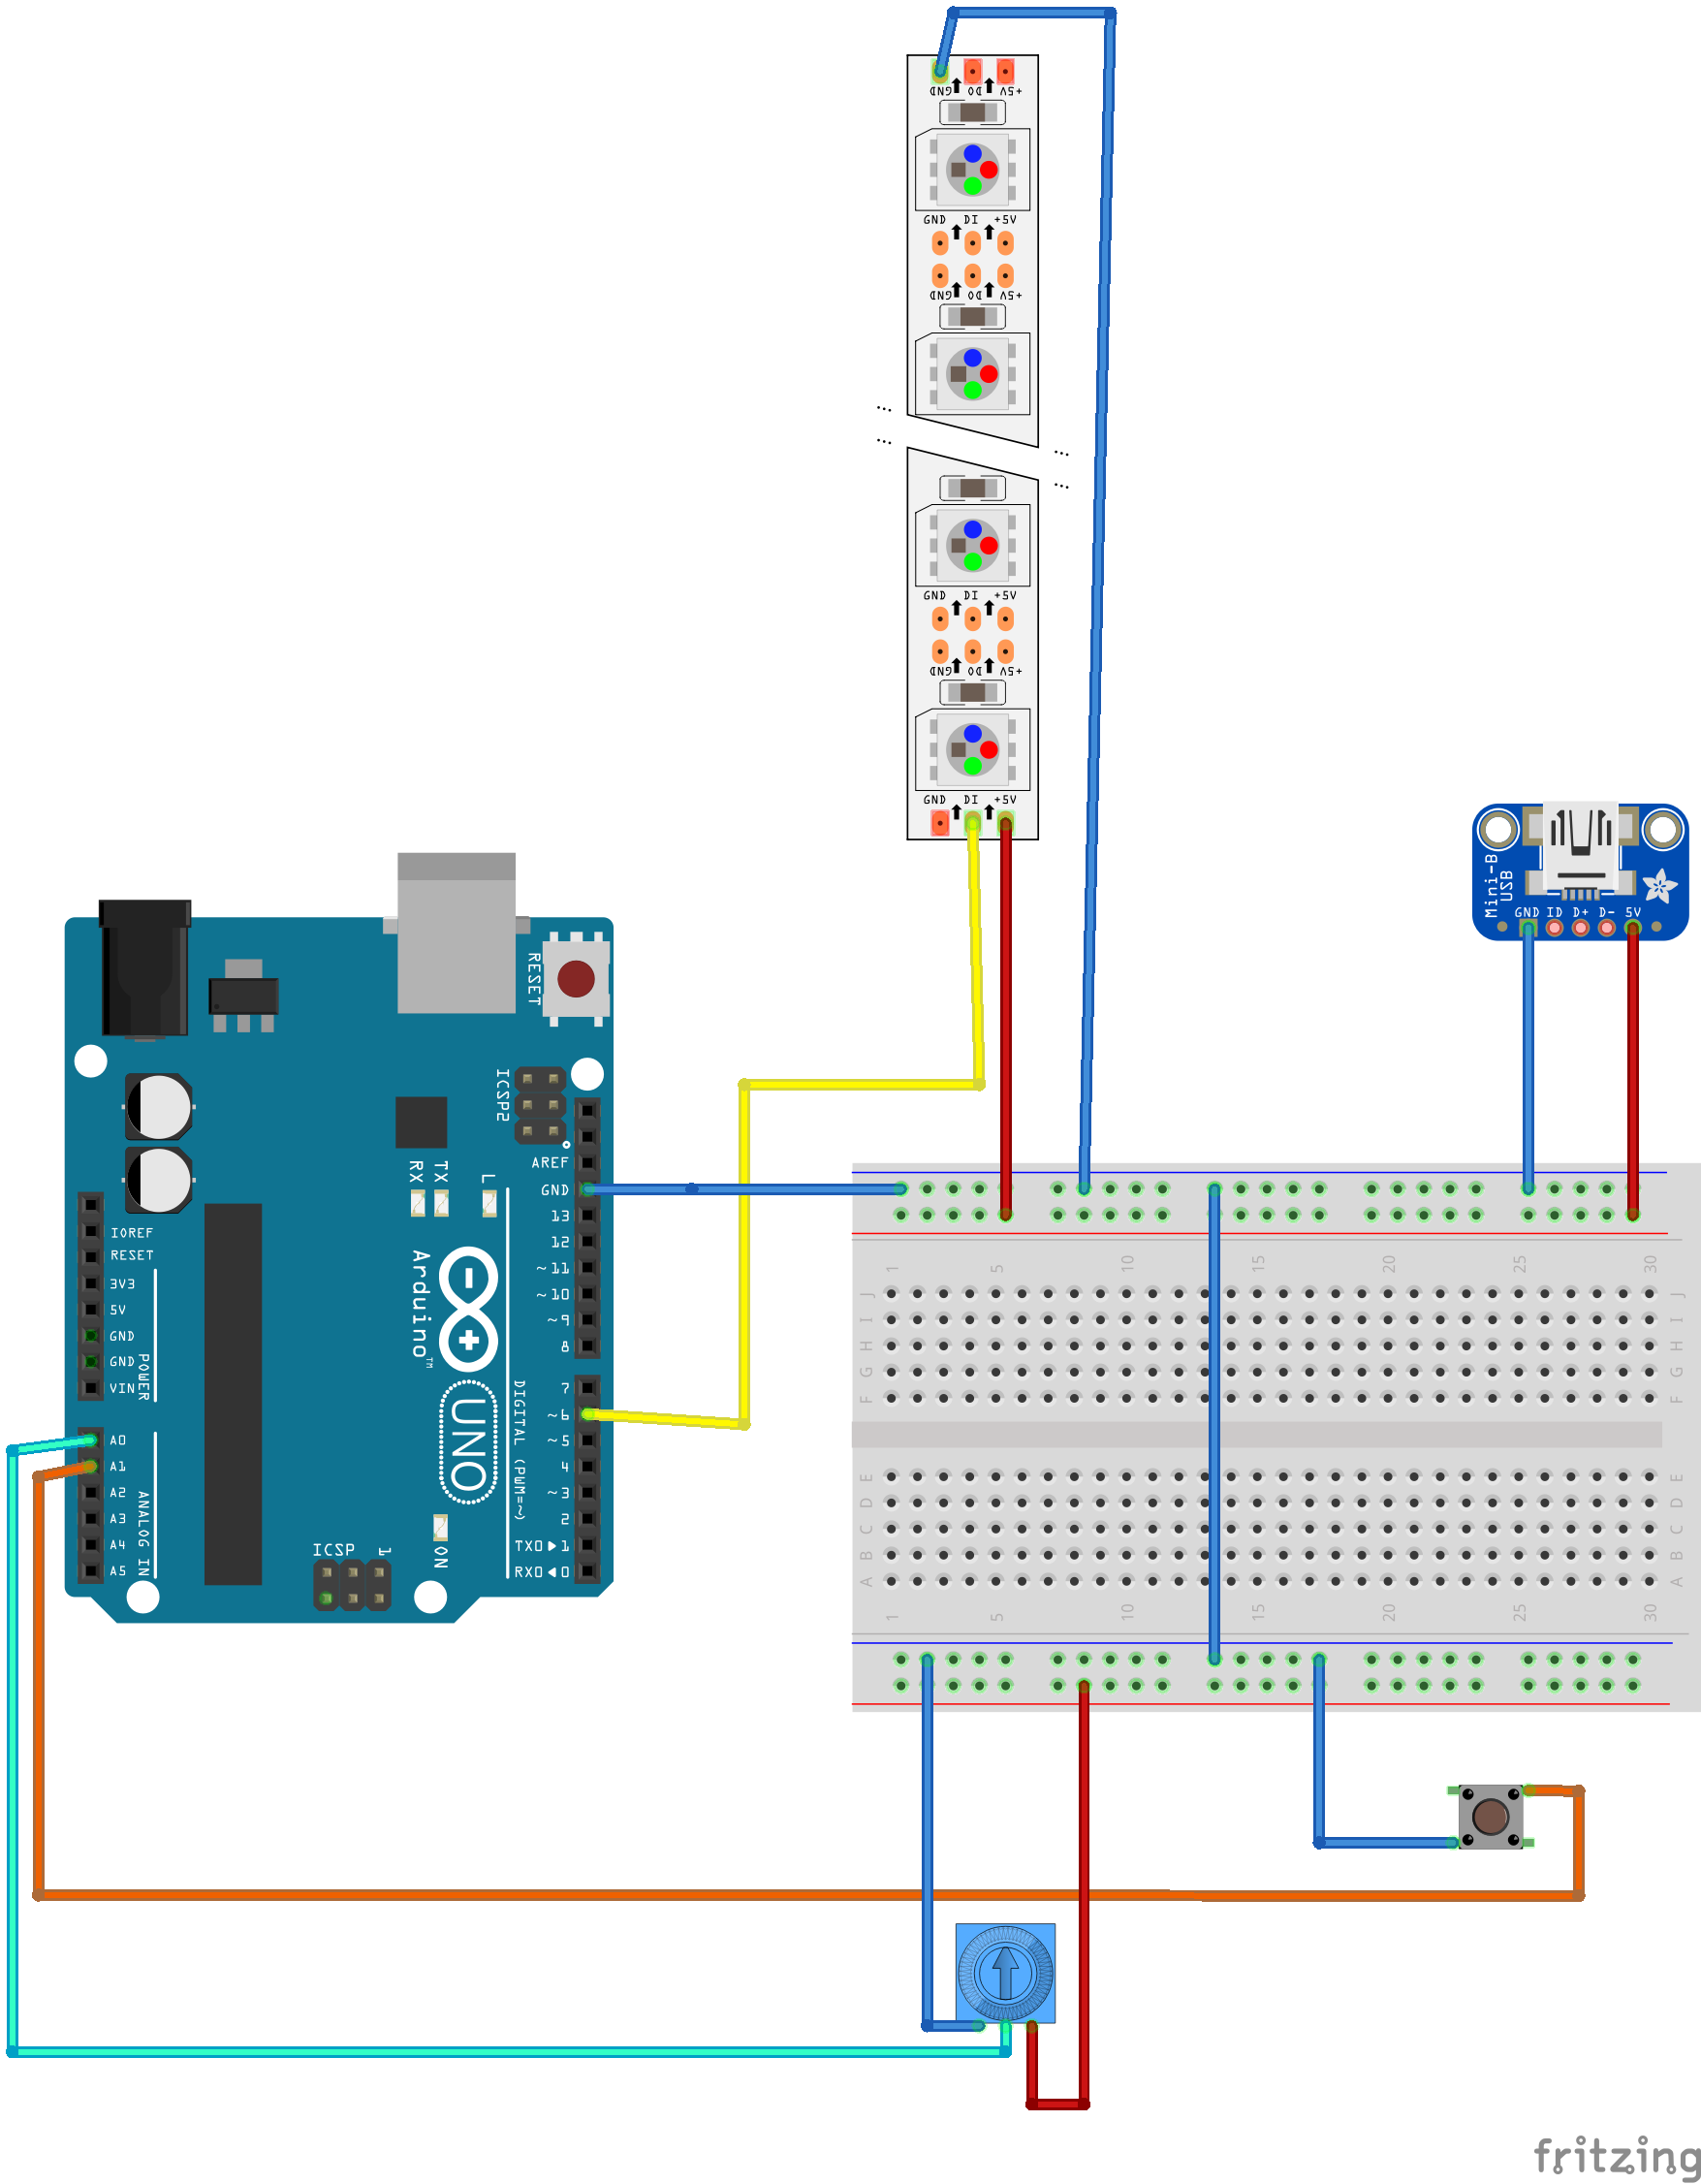 GND DO +5V
GND DI +5V
GND DO +5V
...
...
...
...
GND DI +5V
GND DO +5V
GND DI +5V
Mini-B
USB
GND ID D+ D- 5V
RESET
ICSP2
AREF
GND
13
12
~11
~10
~9
8
7
~6
~5
4
~3
2
TX0▶1
RX0◀0
RX
TX
L
Arduino™
UNO
DIGITAL (PWM=~)
ON
ICSP
1
IOREF
RESET
3V3
5V
GND
GND
VIN
POWER
A0
A1
A2
A3
A4
A5
ANALOG IN
1 5 10 15 20 25 30
J J
I I
H H
G G
F F
E E
D D
C C
B B
A A
1 5 10 15 20 25 30
fritzing